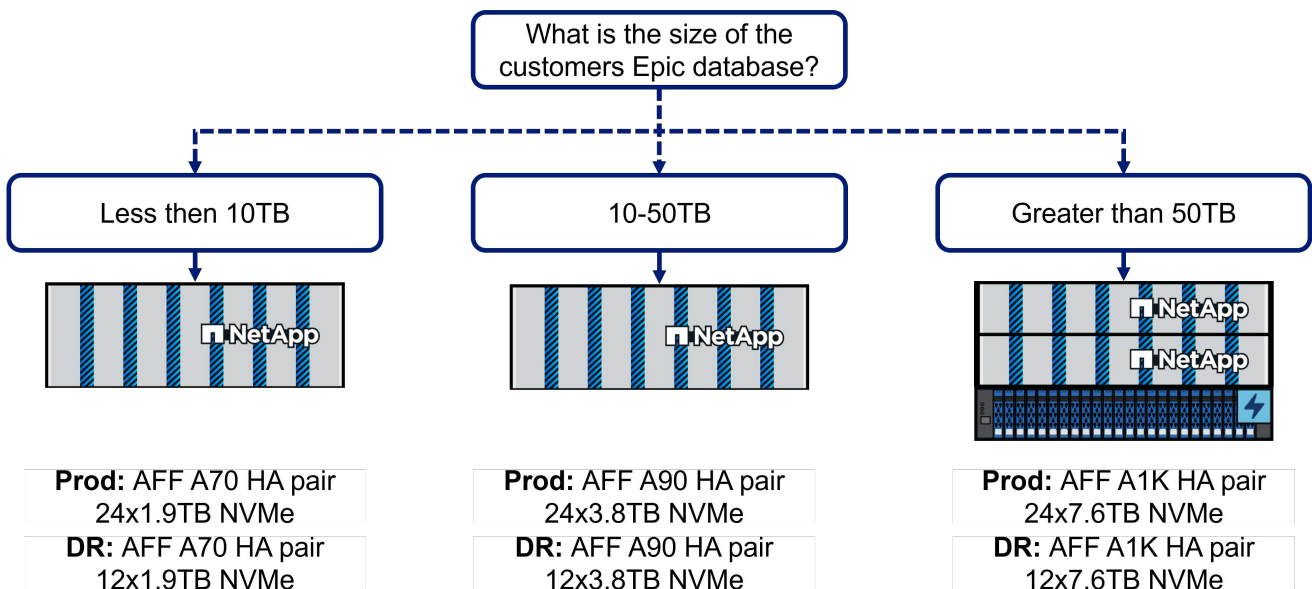 What is the size of the
customers Epic database?
Less then 10TB
10-50TB
Greater than 50TB
NetApp
NetApp
NetApp
NetApp
Prod: AFF A70 HA pair
24x1.9TB NVMe
DR: AFF A70 HA pair
12x1.9TB NVMe
Prod: AFF A90 HA pair
24x3.8TB NVMe
DR: AFF A90 HA pair
12x3.8TB NVMe
Prod: AFF A1K HA pair
24x7.6TB NVMe
DR: AFF A1K HA pair
12x7.6TB NVMe